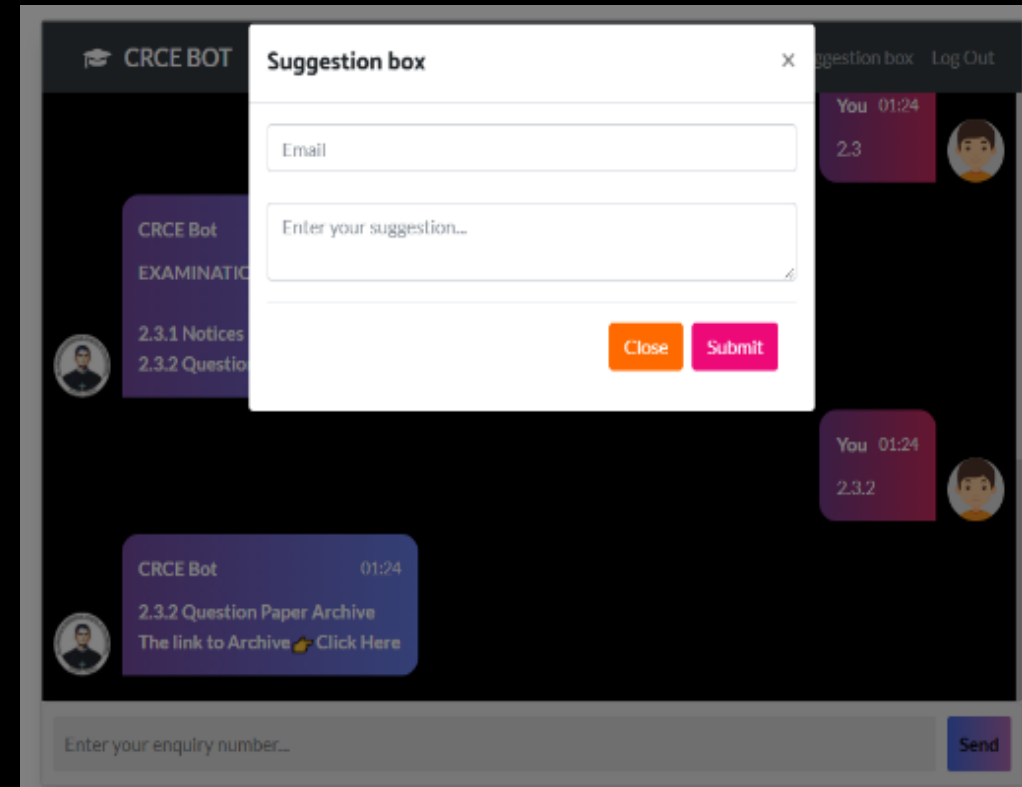 CRCE BOT
Suggestion box
×
ggestion box Log Out
Email
Enter your suggestion...
Close Submit
You 01:24
2.3
CRCE Bot
EXAMINATIO
2.3.1 Notices
2.3.2 Question
You 01:24
2.3.2
CRCE Bot 01:24
2.3.2 Question Paper Archive
The link to Archive 👉 Click Here
Enter your enquiry number...
Send